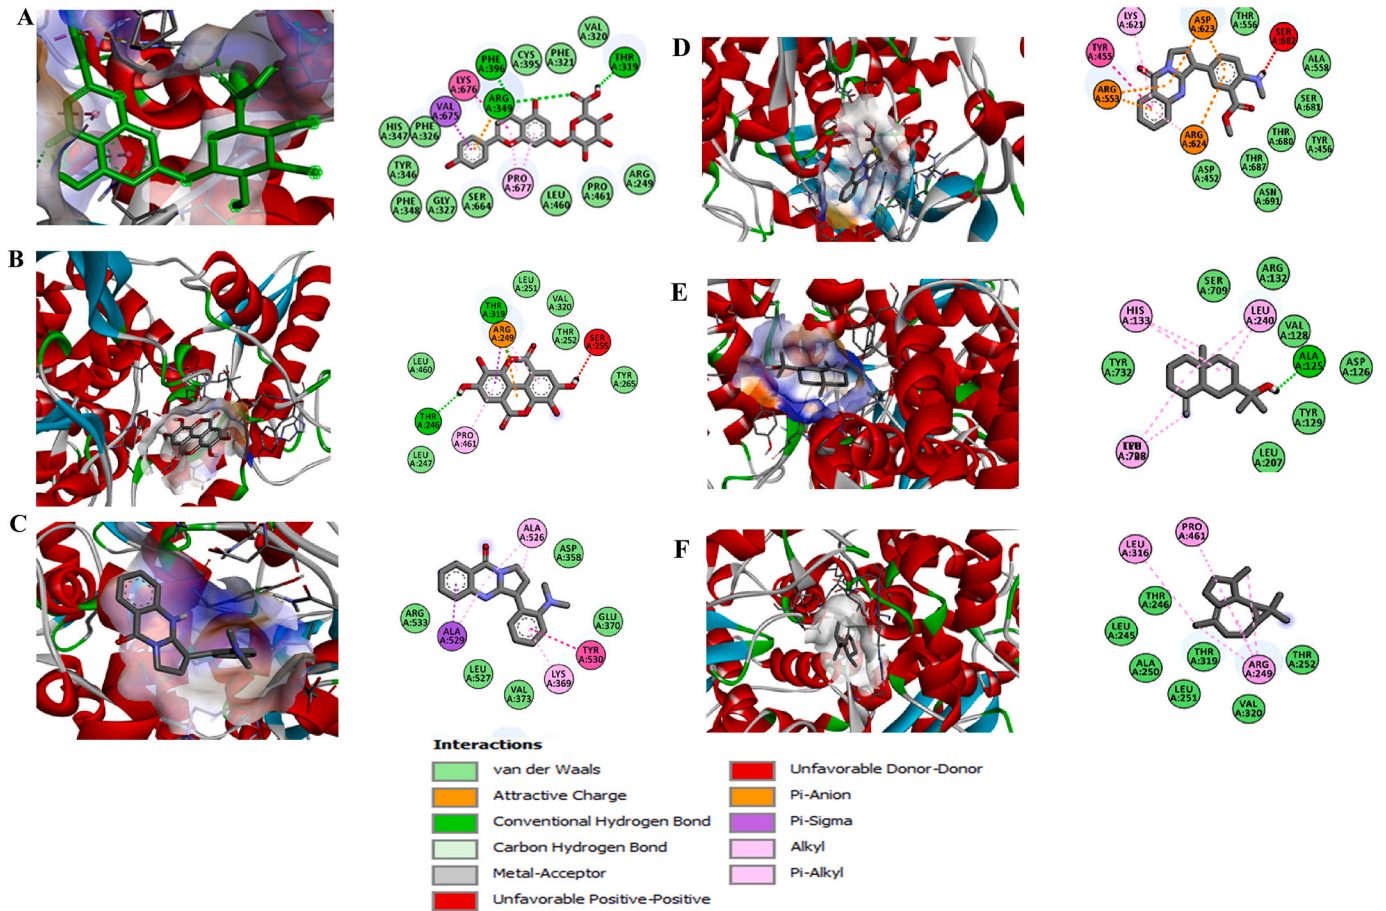 A
VAL
A:320
CYS
A:395
PHE
A:321
PHE
A:396
THR
A:319
LYS
A:676
ARG
A:349
VAL
A:675
HIS
A:347
PHE
A:326
TYR
A:346
PRO
A:677
PHE
A:348
GLY
A:327
SER
A:664
LEU
A:460
PRO
A:461
ARG
A:249
D
LYS
A:621
ASP
A:623
THR
A:556
SER
A:682
TYR
A:455
ALA
A:558
ARG
A:553
SER
A:681
ARG
A:624
THR
A:680
TYR
A:456
ASP
A:452
THR
A:687
ASN
A:691
B
LEU
A:251
THR
A:319
VAL
A:320
ARG
A:249
THR
A:252
SER
A:255
LEU
A:460
TYR
A:265
THR
A:246
PRO
A:461
LEU
A:247
E
SER
A:709
ARG
A:132
HIS
A:133
LEU
A:240
VAL
A:128
TYR
A:732
ALA
A:125
ASP
A:126
TYR
A:129
LEU
A:207
C
ALA
A:526
ASP
A:358
ARG
A:533
GLU
A:370
ALA
A:529
TYR
A:530
LEU
A:527
VAL
A:373
LYS
A:369
F
PRO
A:461
LEU
A:316
THR
A:246
LEU
A:245
ALA
A:250
THR
A:319
LEU
A:251
VAL
A:320
ARG
A:249
THR
A:252
Interactions
van der Waals
Attractive Charge
Conventional Hydrogen Bond
Carbon Hydrogen Bond
Metal-Acceptor
Unfavorable Positive-Positive
Unfavorable Donor-Donor
Pi-Anion
Pi-Sigma
Alkyl
Pi-Alkyl